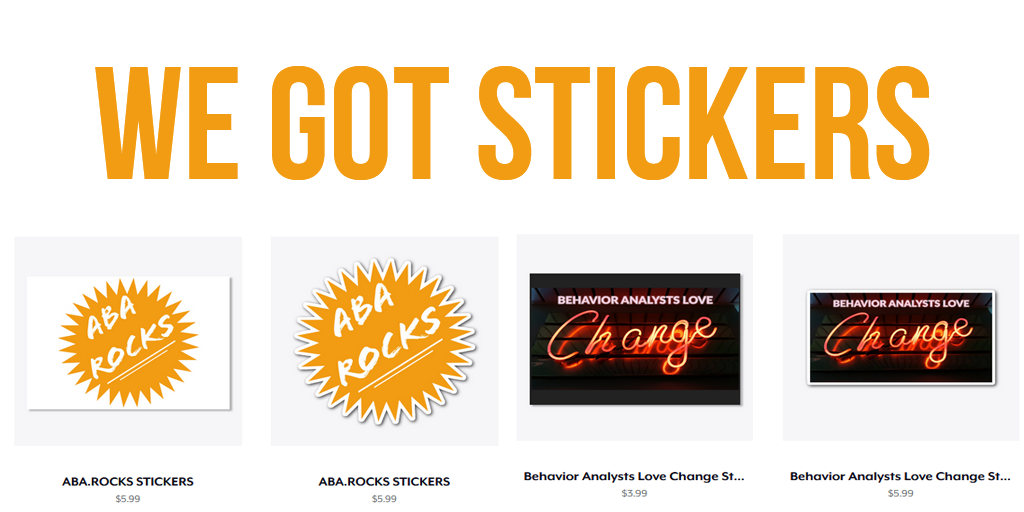 WE GOT STICKERS
ABA
ROCKS
ABA
ROCKS
BEHAVIOR ANALYSTS LOVE
Change
BEHAVIOR ANALYSTS LOVE
Change
ABA.ROCKS STICKERS
$5.99
ABA.ROCKS STICKERS
$5.99
Behavior Analysts Love Change St...
$3.99
Behavior Analysts Love Change St...
$5.99